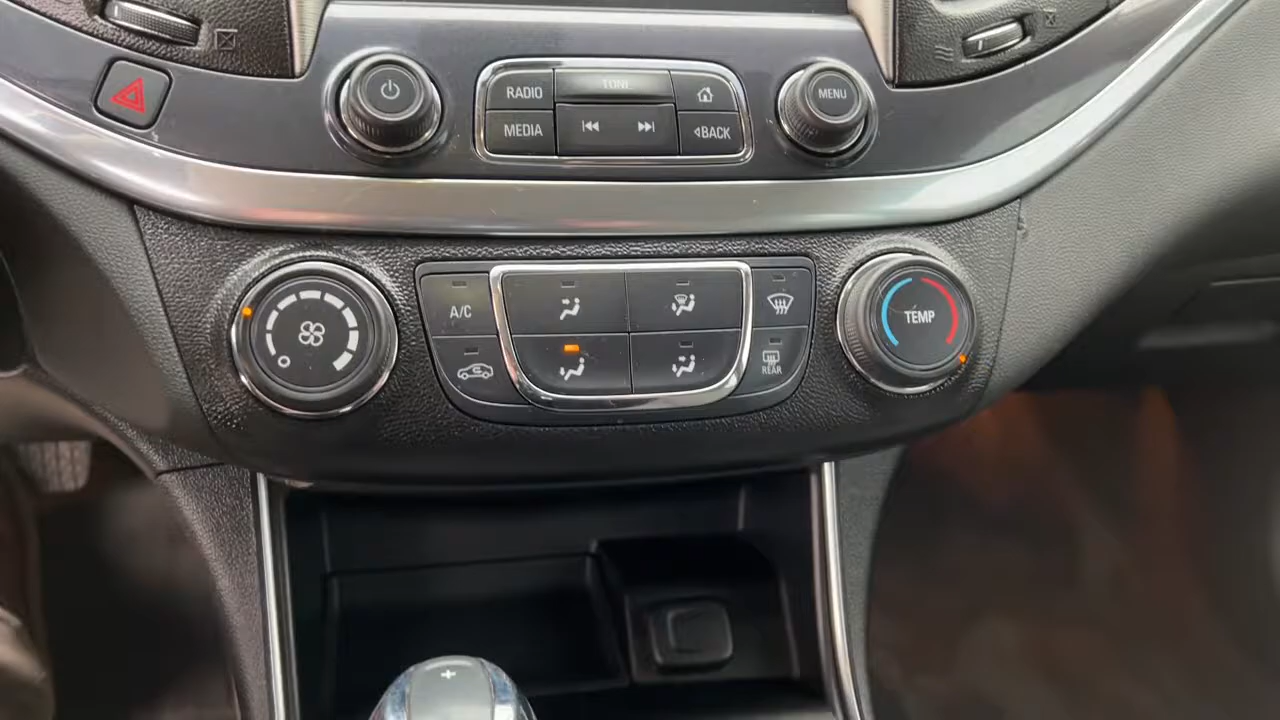 RADIO
TONE
MEDIA
BACK
MENU
A/C
REAR
TEMP
+